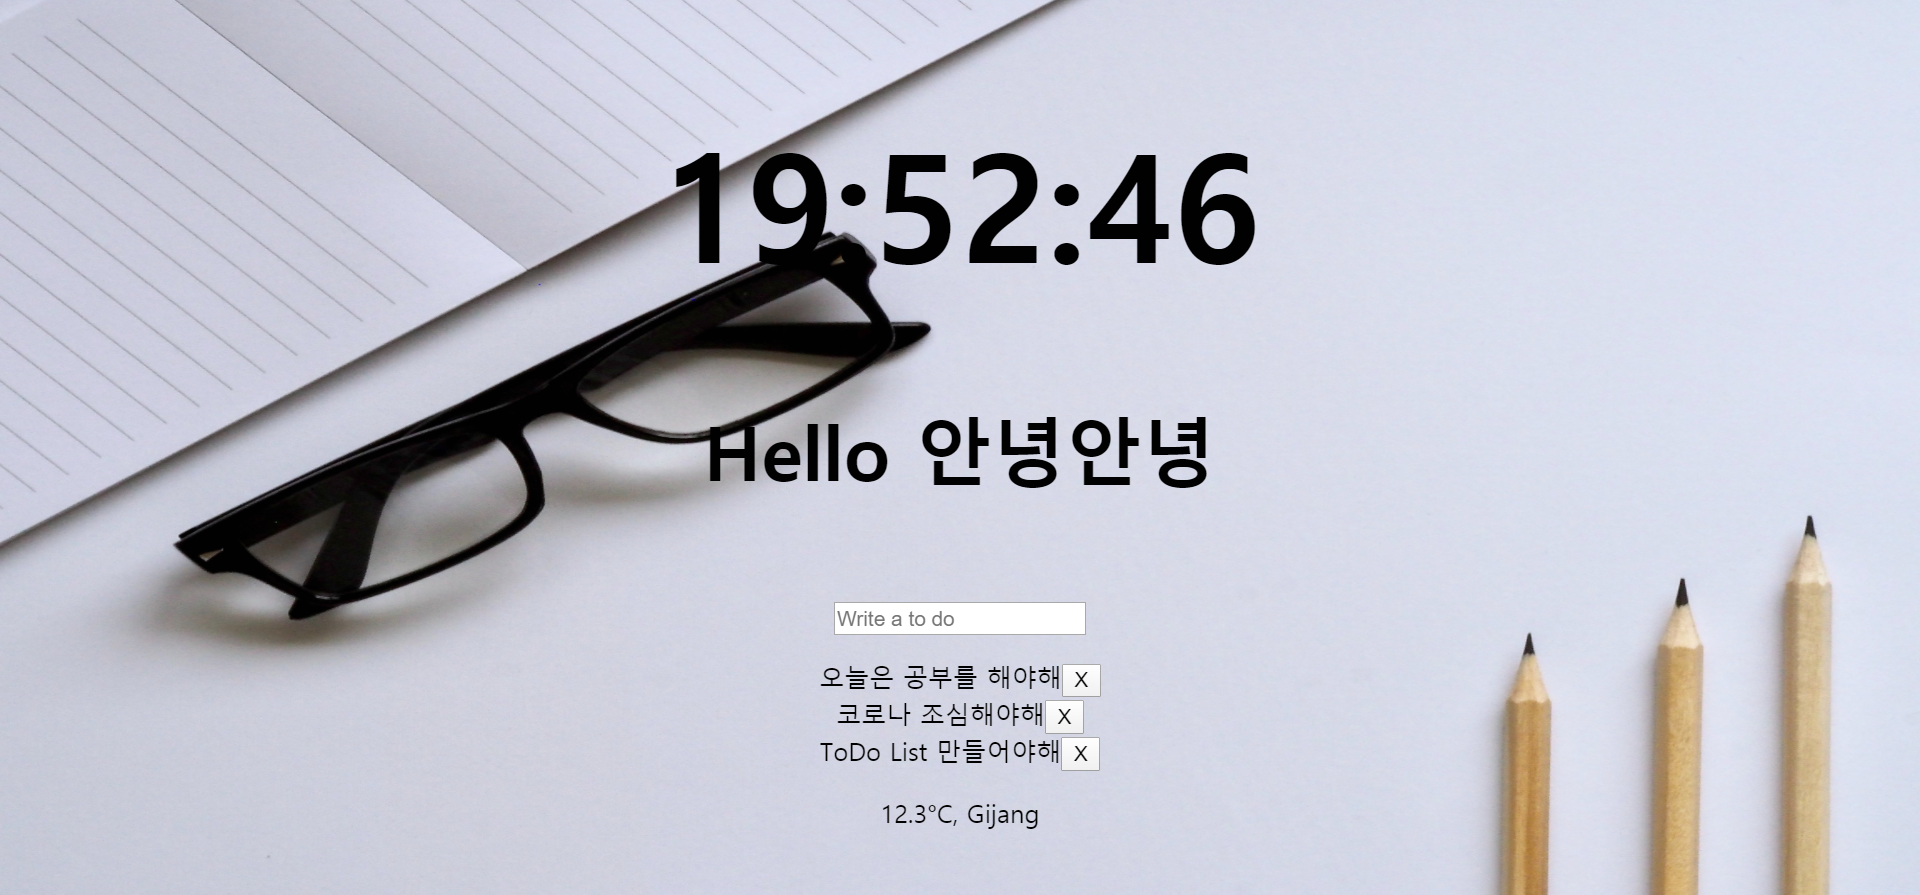 19:52:46
Hello 안녕안녕
Write a to do
오늘은 공부를 해야해 X
코로나 조심해야해 X
ToDo List 만들어야해 X
12.3°C, Gijang